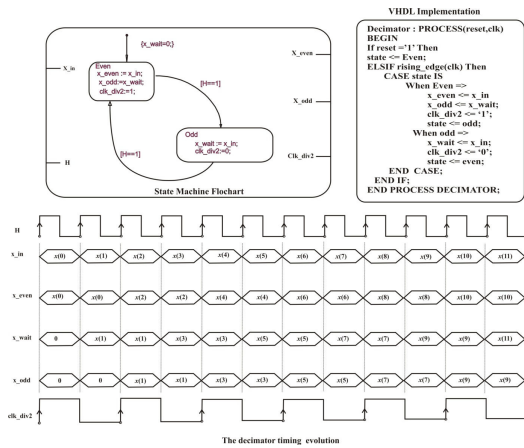 VHDL Implementation
{x_wait=0;}
X_in
H
Even
x_even := x_in;
x_odd:=x_wait;
clk_div2:=1;
[H==1]
[H==1]
Odd
x_wait := x_in;
clk_div2:=0;
X_even
X_odd
Clk_div2
State Machine Flochart
Decimator : PROCESS(reset,clk)
BEGIN
If reset ='1' Then
state <= Even;
ELSIF rising_edge(clk) Then
CASE state IS
When Even =>
x_even <= x_in
x_odd <= x_wait;
clk_div2 <= '1';
state <= odd;
When odd =>
x_wait <= x_in;
clk_div2 <= '0';
state <= even;
END CASE;
END IF;
END PROCESS DECIMATOR;
H
x_in x(0) x(1) x(2) x(3) x(4) x(5) x(6) x(7) x(8) x(9) x(10) x(11)
x_even x(0) x(0) x(2) x(2) x(4) x(4) x(6) x(6) x(8) x(8) x(10) x(10)
x_wait 0 x(1) x(1) x(3) x(3) x(5) x(5) x(7) x(7) x(9) x(9) x(11)
x_odd 0 0 x(1) x(1) x(3) x(3) x(5) x(5) x(7) x(7) x(9) x(9)
clk_div2
The decimator timing evolution